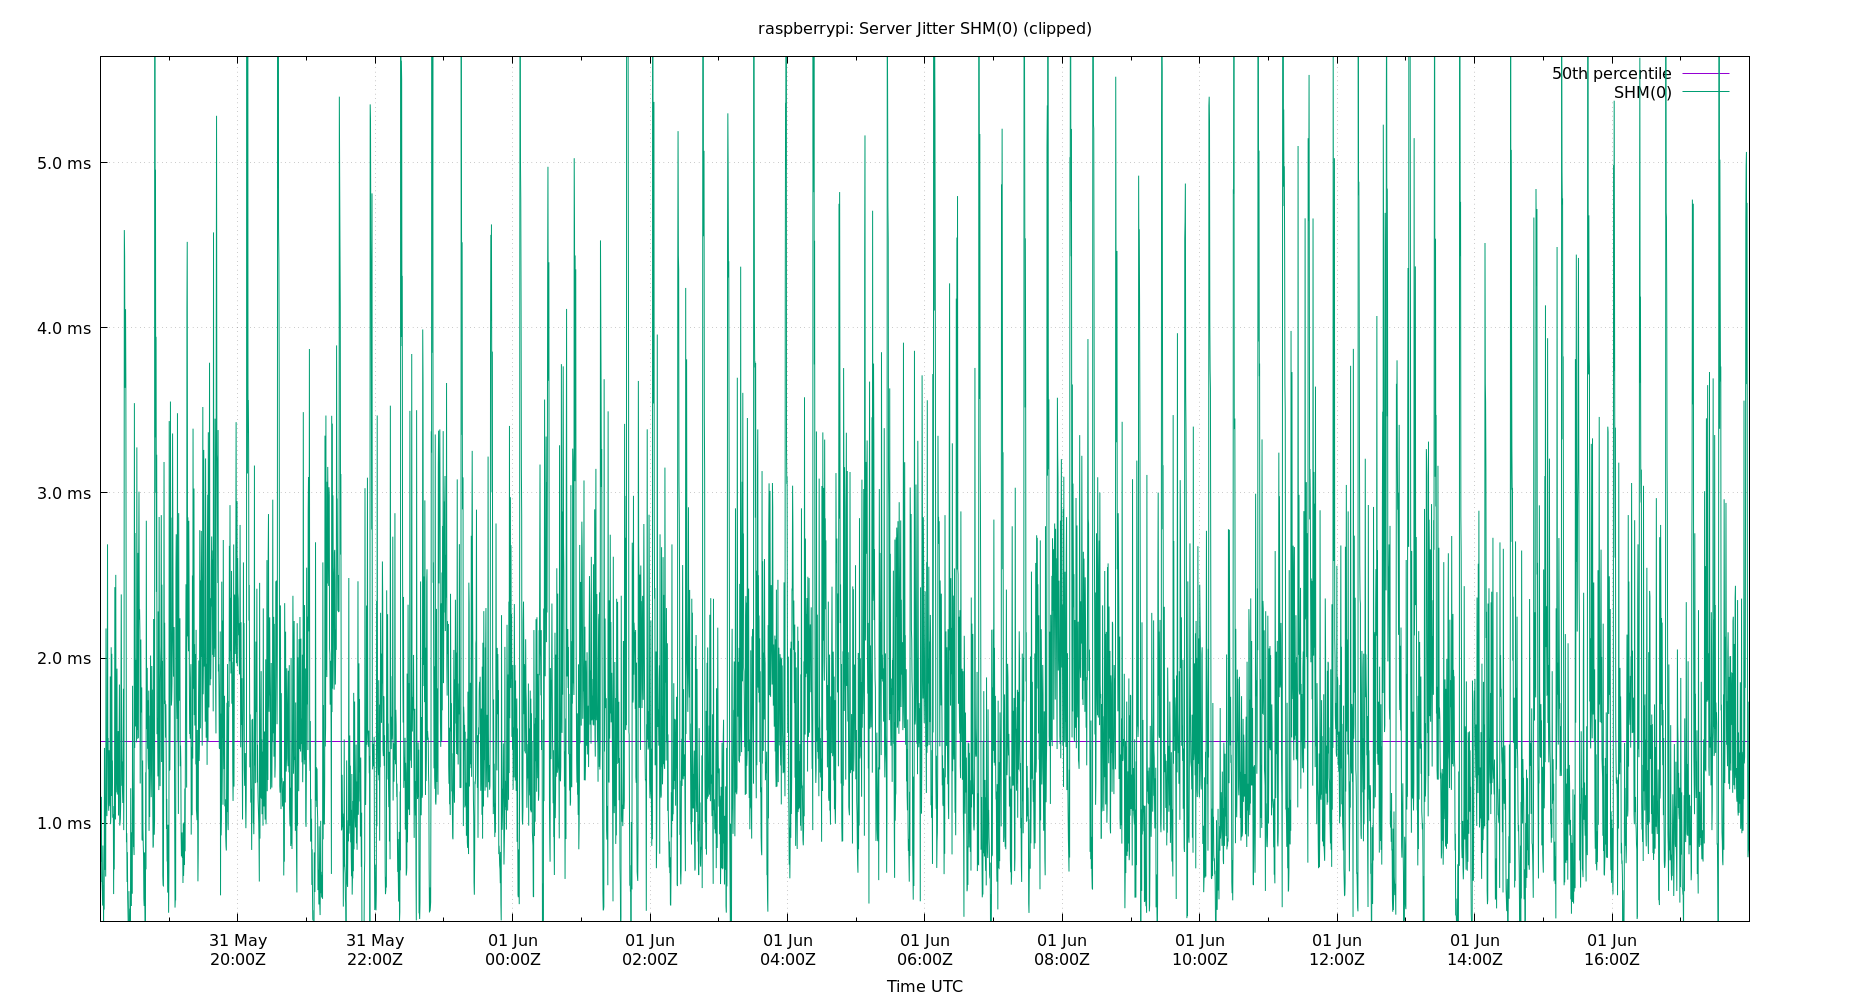 raspberrypi: Server Jitter SHM(0) (clipped)
50th percentile
SHM(0)
5.0 ms
4.0 ms
3.0 ms
2.0 ms
1.0 ms
31 May 31 May 01 Jun 01 Jun 01 Jun 01 Jun 01 Jun 01 Jun 01 Jun 01 Jun 01 Jun
20:00Z 22:00Z 00:00Z 02:00Z 04:00Z 06:00Z 08:00Z 10:00Z 12:00Z 14:00Z 16:00Z
Time UTC